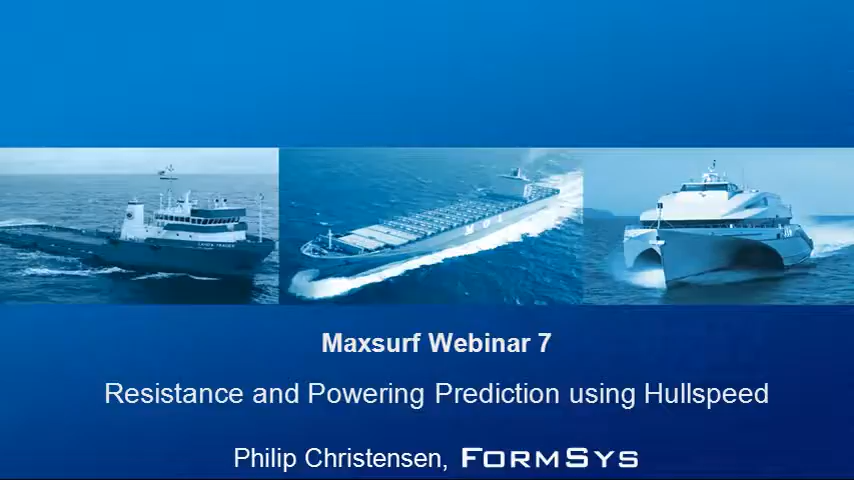 Maxsurf Webinar 7
Resistance and Powering Prediction using Hullspeed
Philip Christensen, FORMSYS